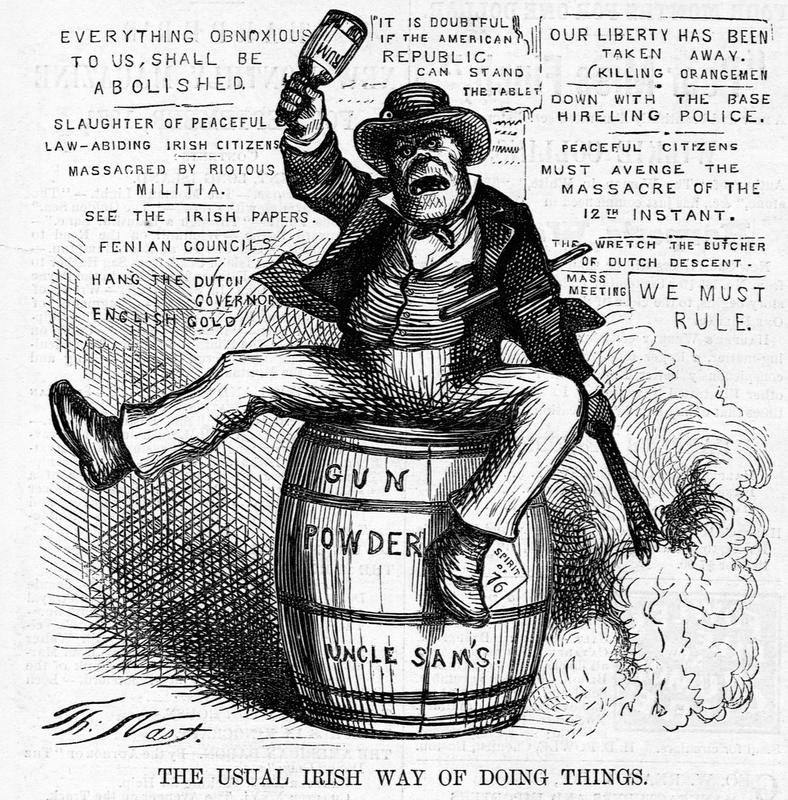 EVERYTHING OBNOXIOUS
TO US, SHALL BE
ABOLISHED.
SLAUGHTER OF PEACEFUL
LAW-ABIDING IRISH CITIZENS
MASSACRED BY RIOTOUS
MILITIA.
SEE THE IRISH PAPERS.
FENIAN COUNCILS
HANG THE DUTCH
GOVERNOR
ENGLISH GOLD
RUM
"IT IS DOUBTFUL
IF THE AMERICAN
REPUBLIC
CAN STAND
THE TABLET
OUR LIBERTY HAS BEEN
TAKEN AWAY.
(KILLING ORANGEMEN
DOWN WITH THE BASE
HIRELING POLICE.
PEACEFUL CITIZENS
MUST AVENGE THE
MASSACRE OF THE
12TH INSTANT.
THE WRETCH THE BUTCHER
OF DUTCH DESCENT.
MASS
MEETING
WE MUST
RULE.
GUN
POWDER
SPIRIT
OF
76
UNCLE SAM'S.
Th: Nast.
THE USUAL IRISH WAY OF DOING THINGS.